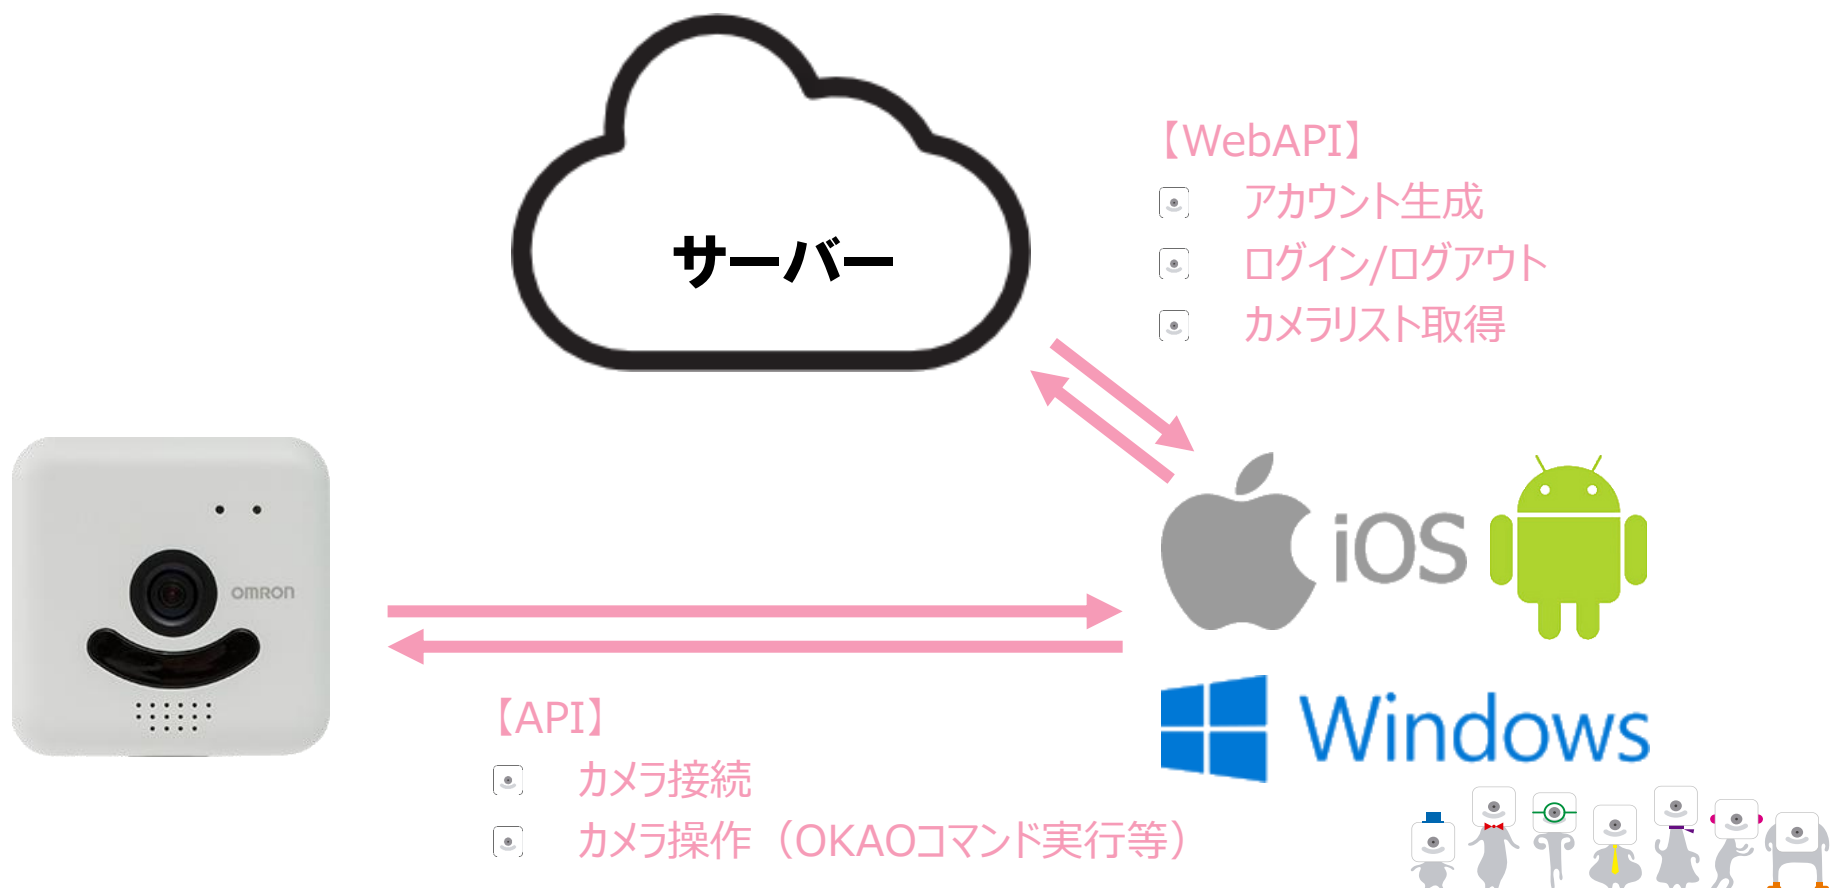 サーバー
【WebAPI】
アカウント生成
ログイン/ログアウト
カメラリスト取得
iOS
OMRON
Windows
【API】
カメラ接続
カメラ操作（OKAOコマンド実行等）